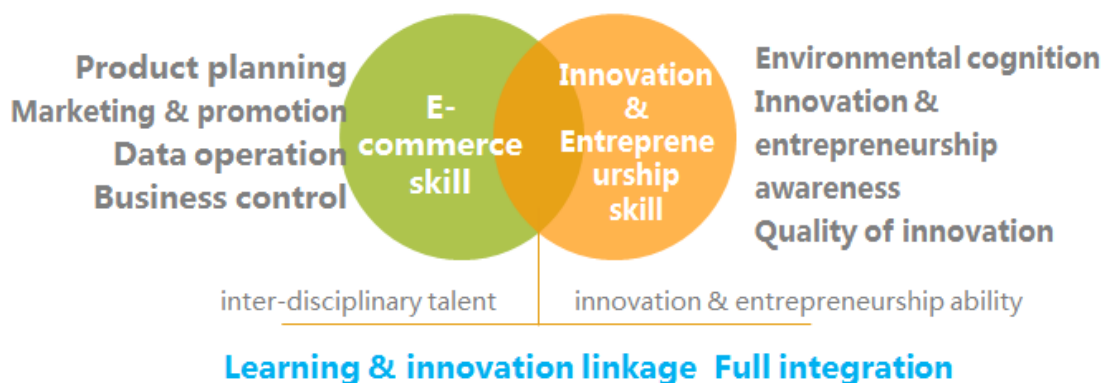 Product planning
Marketing & promotion
Data operation
Business control
E-
commerce
skill
Innovation
&
Entreprene
urship
skill
Environmental cognition
Innovation &
entrepreneurship
awareness
Quality of innovation
inter-disciplinary talent
innovation & entrepreneurship ability
Learning & innovation linkage Full integration